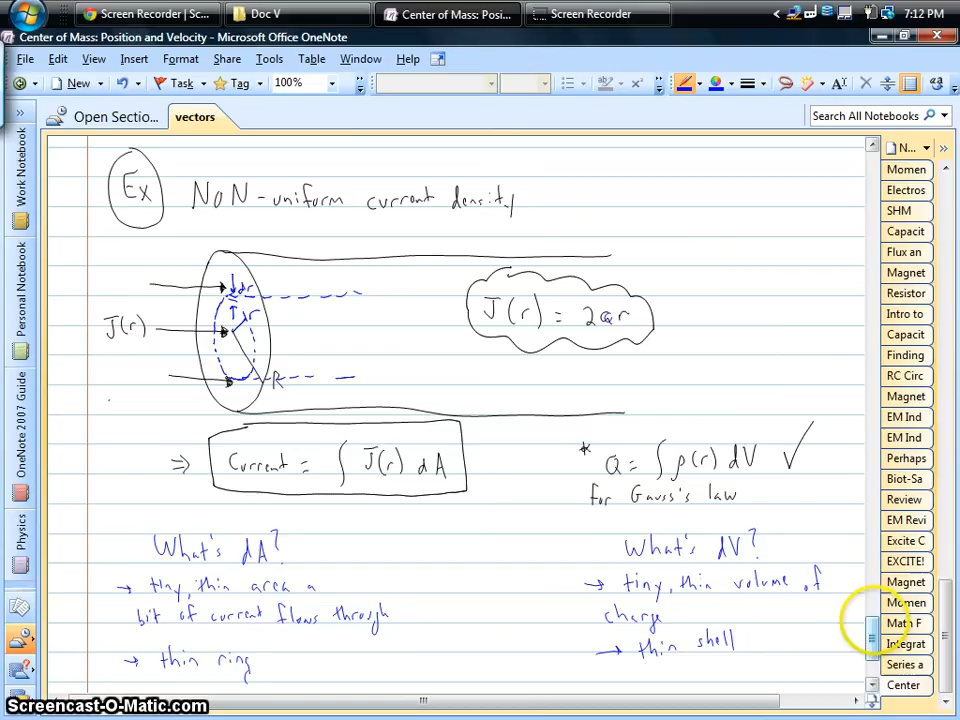 Screen Recorder | Sc...
Doc V
Center of Mass: Posi...
Screen Recorder
7:12 PM
Center of Mass: Position and Velocity - Microsoft Office OneNote
File Edit View Insert Format Share Tools Table Window Help
New Task Tag 100%
Open Sectio... vectors
Search All Notebooks
N...
Work Notebook
Personal Notebook
OneNote 2007 Guide
Physics
Momen
Electros
SHM
Capacit
Flux an
Magnet
Resistor
Intro to
Capacit
Finding
RC Circ
Magnet
EM Ind
EM Ind
Perhaps
Biot-Sa
Review
EM Revi
Excite C
EXCITE!
Magnet
Momen
Math F
Integrat
Series a
Center
Ex NON-uniform current density
dr
r
J(r)
R
J(r) = 2ar
⇒ Current = ∫ J(r) dA
* Q = ∫ ρ(r) dV ✓
for Gauss's law
What's dA?
→ tiny, thin area a
bit of current flows through
→ thin ring
What's dV?
→ tiny, thin volume of
charge
→ thin shell
Screencast-O-Matic.com